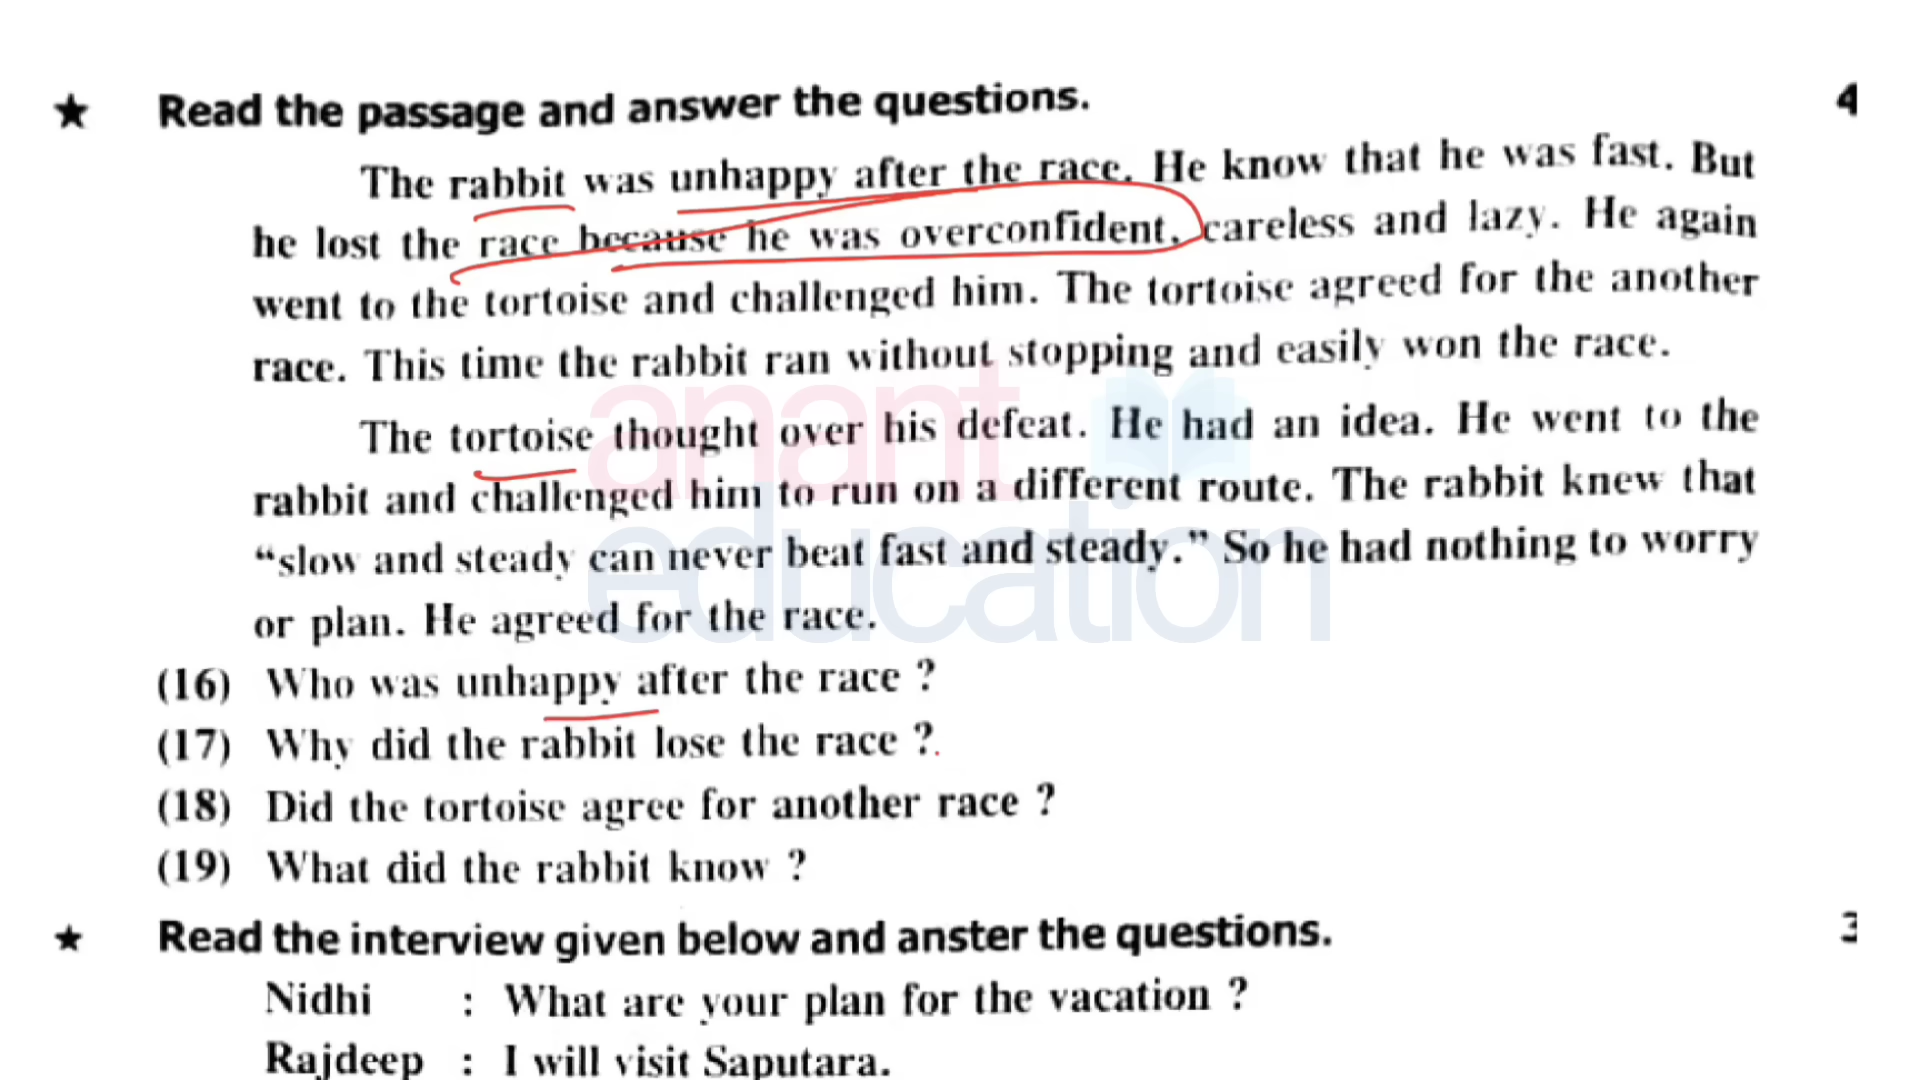 ★ Read the passage and answer the questions. 4
The rabbit was unhappy after the race. He know that he was fast. But
he lost the race because he was overconfident, careless and lazy. He again
went to the tortoise and challenged him. The tortoise agreed for the another
race. This time the rabbit ran without stopping and easily won the race.
The tortoise thought over his defeat. He had an idea. He went to the
rabbit and challenged him to run on a different route. The rabbit knew that
“slow and steady can never beat fast and steady.” So he had nothing to worry
or plan. He agreed for the race.
(16) Who was unhappy after the race ?
(17) Why did the rabbit lose the race ?
(18) Did the tortoise agree for another race ?
(19) What did the rabbit know ?
★ Read the interview given below and anster the questions. 3
Nidhi : What are your plan for the vacation ?
Rajdeep : I will visit Saputara.
anant
education